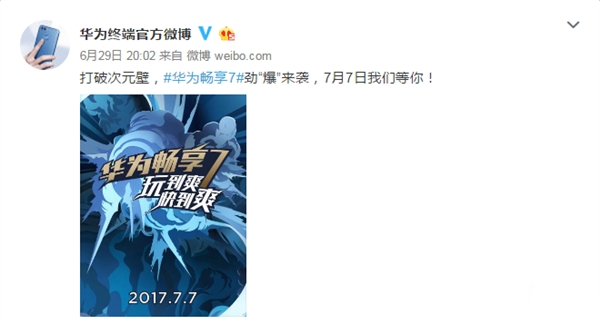 华为终端官方微博
6月29日 20:02 来自 微博 weibo.com
打破次元壁，#华为畅享7#劲“爆”来袭，7月7日我们等你！
华为畅享7
玩到爽
快到爽
2017.7.7